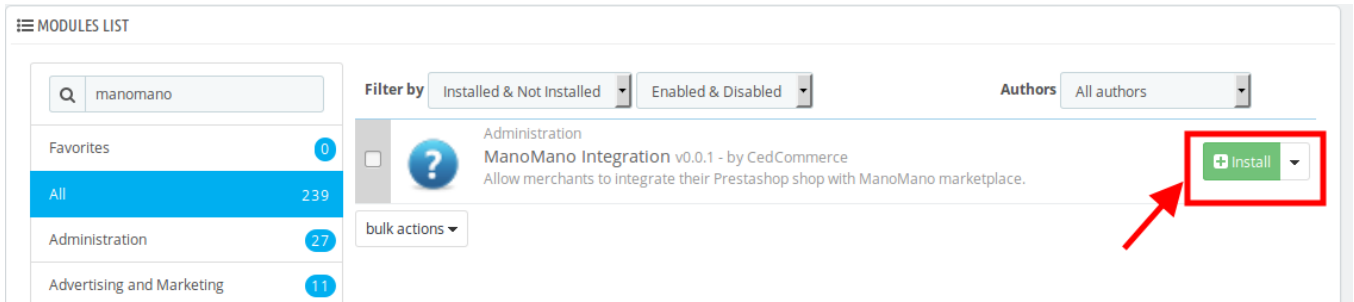 MODULES LIST
manomano
Favorites 0
All 239
Administration 27
Advertising and Marketing 11
Filter by Installed & Not Installed Enabled & Disabled Authors All authors
Administration
ManoMano Integration v0.0.1 - by CedCommerce
Allow merchants to integrate their Prestashop shop with ManoMano marketplace.
Install
bulk actions